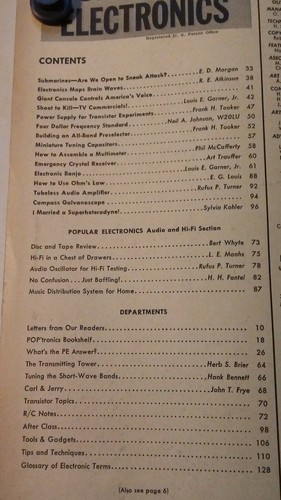 ELECTRONICS
Registered U. S. Patent Office
CONTENTS
Submarines—Are We Open to Sneak Attack? E. D. Morgan 33
Electronics Maps Brain Waves R. E. Atkinson 38
Giant Console Controls America's Voice 41
Shoot to Kill—TV Commercials! Louis E. Garner, Jr. 42
Power Supply for Transistor Experiments Frank H. Tooker 47
Four Dollar Frequency Standard Neil A. Johnson, W2OLU 50
Building an All-Band Preselector Frank H. Tooker 52
Miniature Tuning Capacitors 57
How to Assemble a Multimeter Phil McCafferty 58
Emergency Crystal Receiver Art Trauffer 60
Electronic Banjo Louis E. Garner, Jr. 61
How to Use Ohm's Law E. G. Louis 88
Tubeless Audio Amplifier Rufus P. Turner 92
Compass Galvanoscope 94
I Married a Superheterodyne! Sylvia Kohler 96
POPULAR ELECTRONICS Audio and Hi-Fi Section
Disc and Tape Review Bert Whyte 73
Hi-Fi in a Chest of Drawers L. E. Manhs 75
Audio Oscillator for Hi-Fi Testing Rufus P. Turner 78
No Confusion... Just Baffling! H. H. Fantel 82
Music Distribution System for Home 87
DEPARTMENTS
Letters from Our Readers 10
POP'tronics Bookshelf 18
What's the PE Answer? 26
The Transmitting Tower Herb S. Brier 64
Tuning the Short-Wave Bands Hank Bennett 66
Carl & Jerry John T. Frye 68
Transistor Topics 70
R/C Notes 72
After Class 98
Tools & Gadgets 106
Tips and Techniques 110
Glossary of Electronic Terms 128
(Also see page 6)